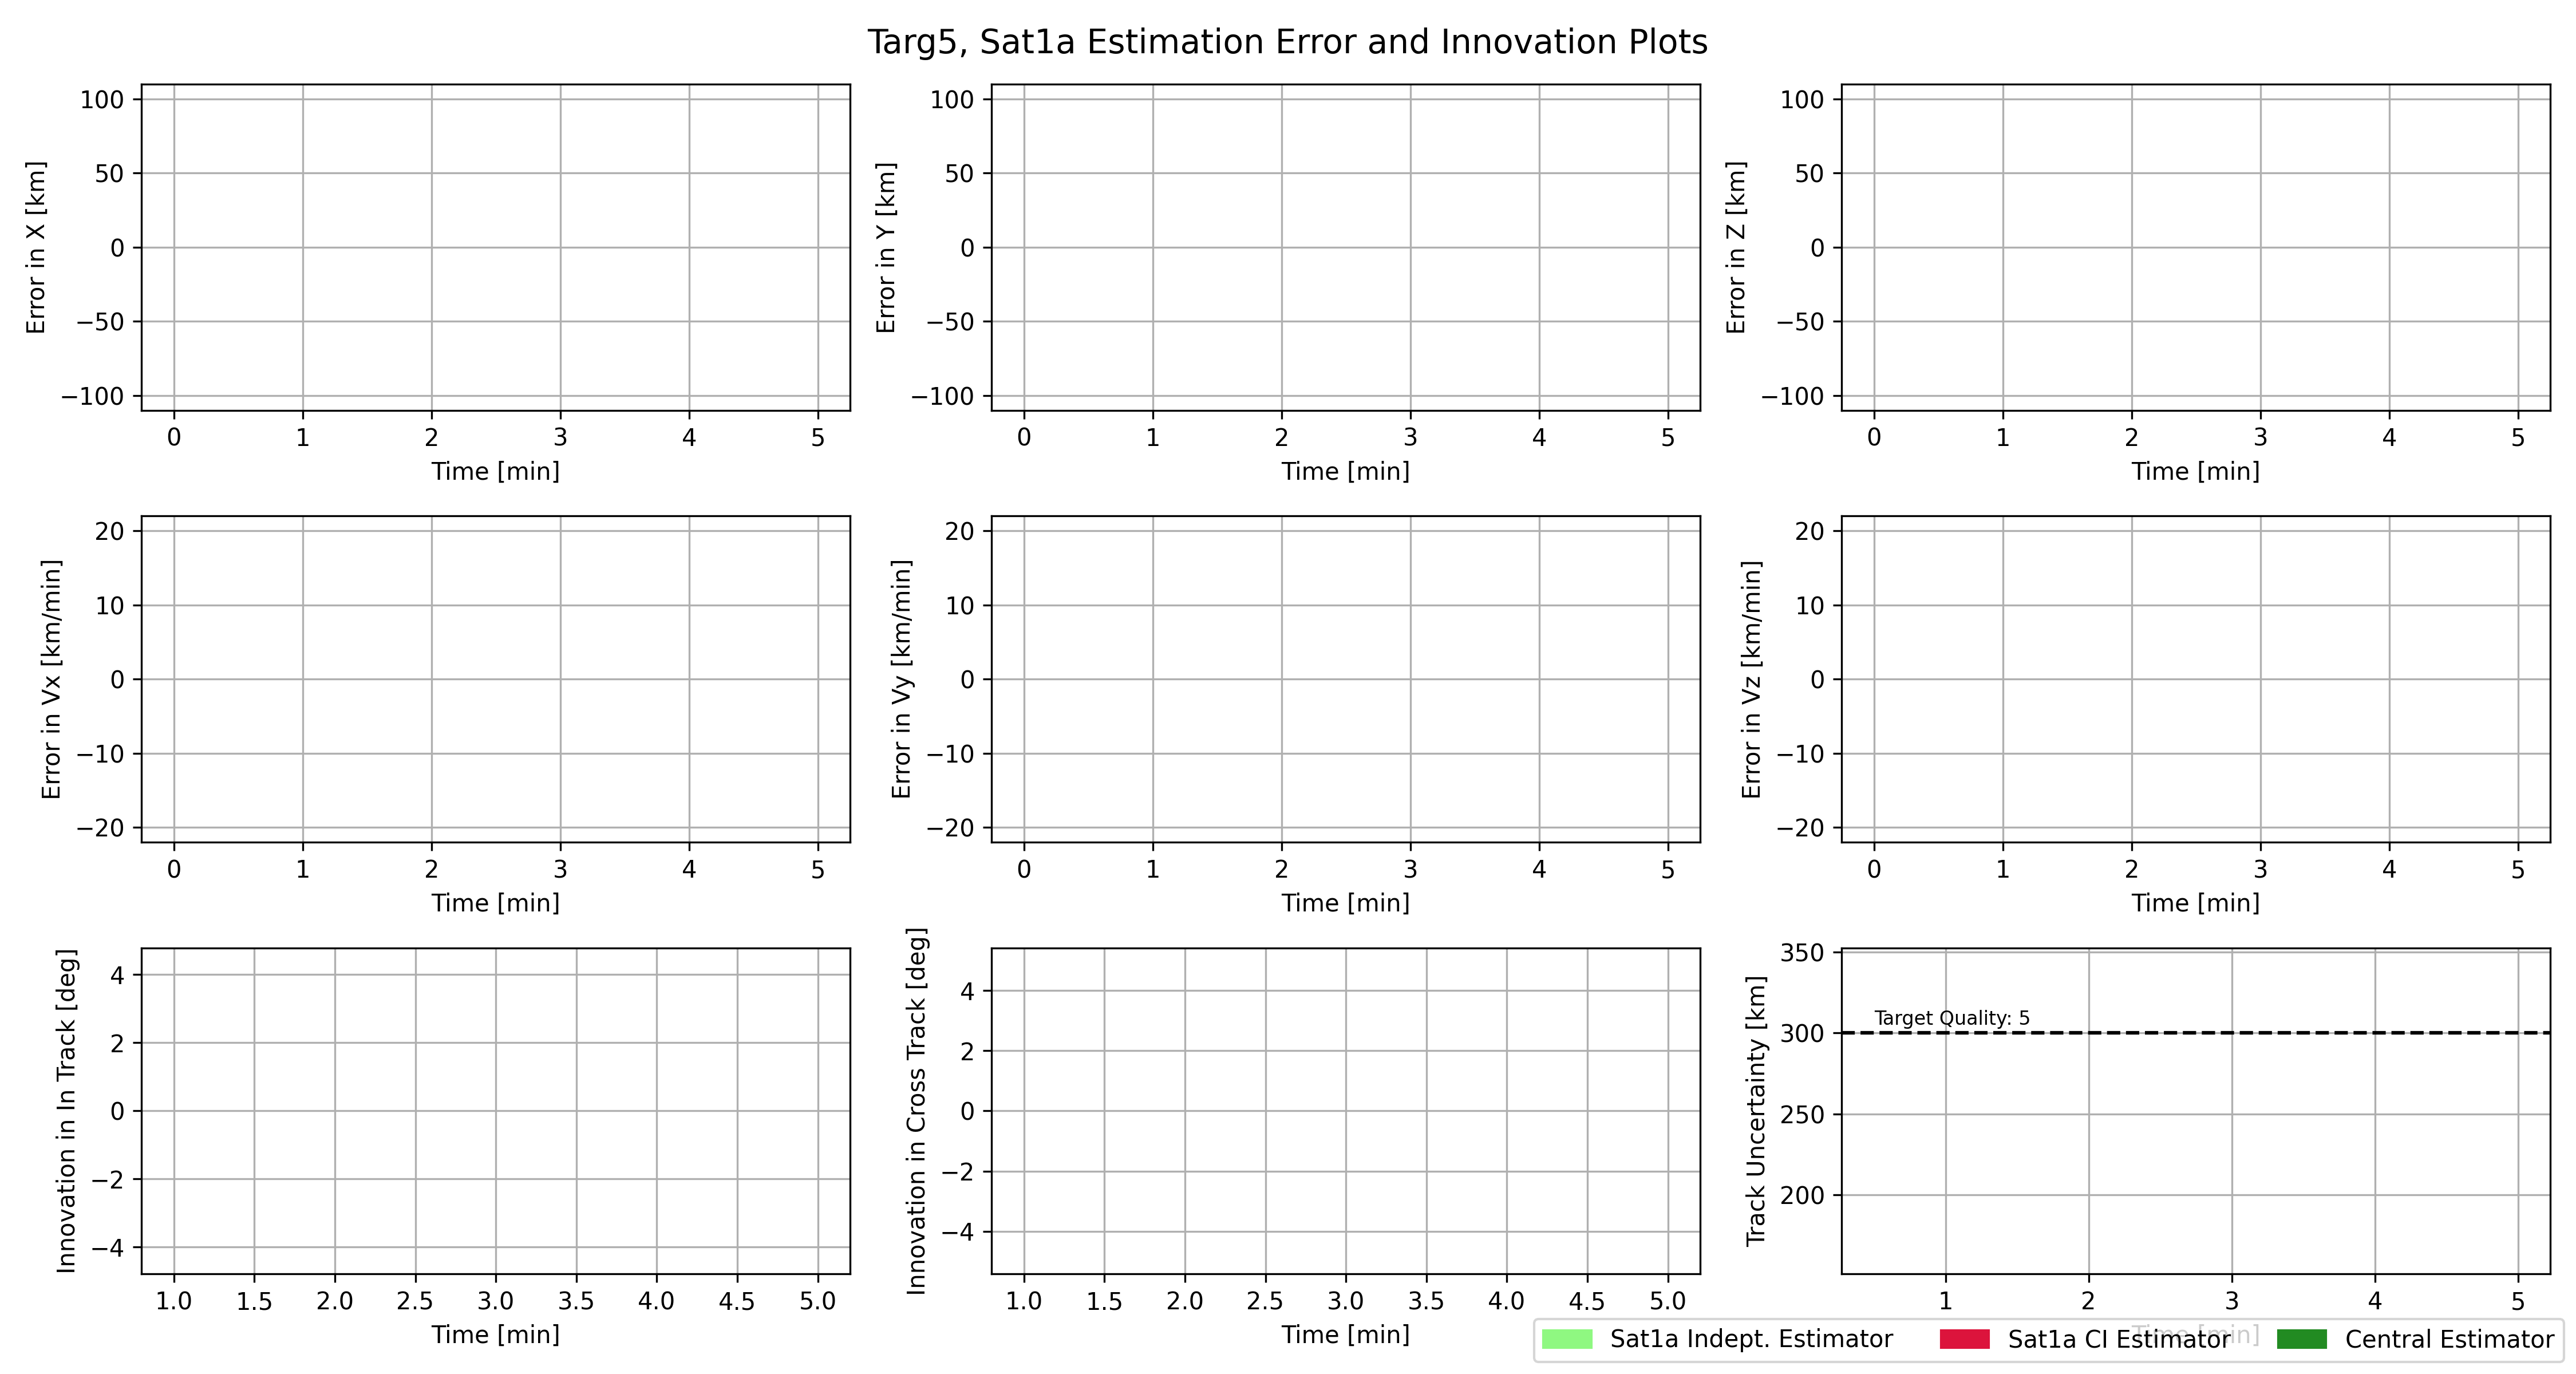 Targ5, Sat1a Estimation Error and Innovation Plots
Error in X [km]
100
50
0
−50
−100
0 1 2 3 4 5
Time [min]
Error in Y [km]
100
50
0
−50
−100
0 1 2 3 4 5
Time [min]
Error in Z [km]
100
50
0
−50
−100
0 1 2 3 4 5
Time [min]
Error in Vx [km/min]
20
10
0
−10
−20
0 1 2 3 4 5
Time [min]
Error in Vy [km/min]
20
10
0
−10
−20
0 1 2 3 4 5
Time [min]
Error in Vz [km/min]
20
10
0
−10
−20
0 1 2 3 4 5
Time [min]
Innovation in In Track [deg]
4
2
0
−2
−4
1.0 1.5 2.0 2.5 3.0 3.5 4.0 4.5 5.0
Time [min]
Innovation in Cross Track [deg]
4
2
0
−2
−4
1.0 1.5 2.0 2.5 3.0 3.5 4.0 4.5 5.0
Time [min]
Track Uncertainty [km]
350
300
250
200
Target Quality: 5
1 2 3 4 5
Time [min]
Sat1a Indept. Estimator Sat1a CI Estimator Central Estimator